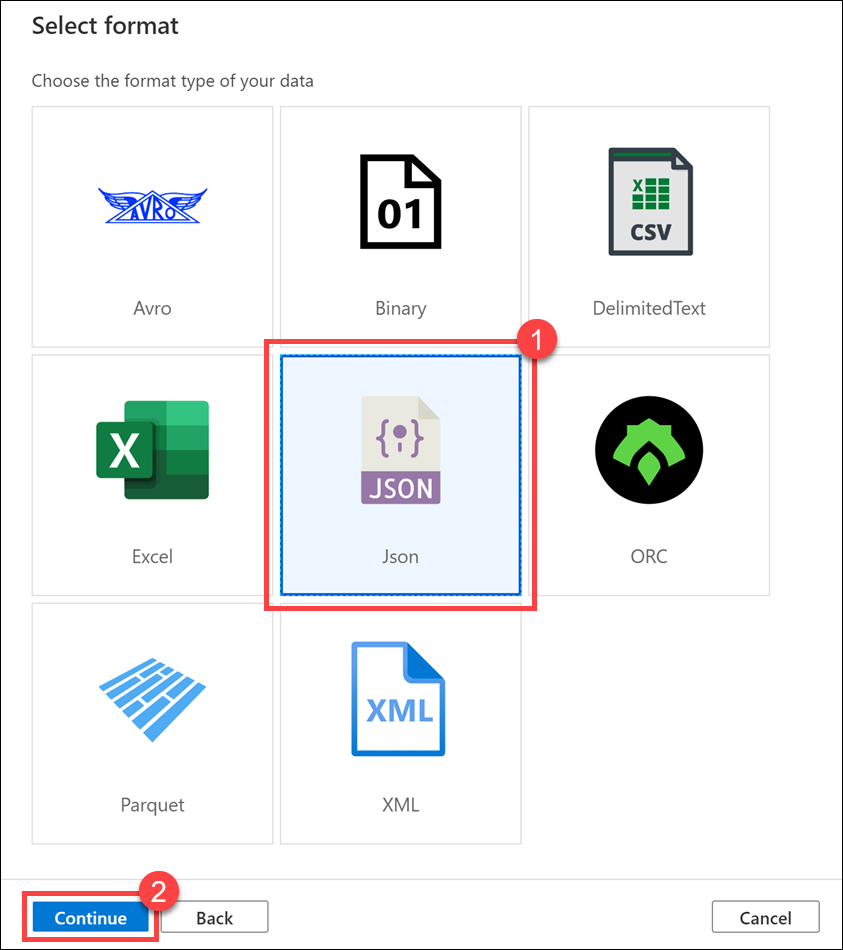 Select format
Choose the format type of your data
AVRO
01
X
CSV
Avro
Binary
DelimitedText
1
X
{ }
JSON
Excel
Json
ORC
XML
Parquet
XML
2
Continue
Back
Cancel